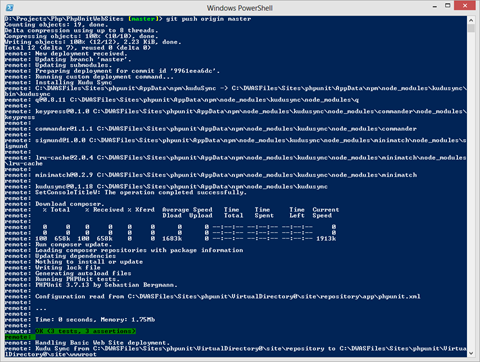 Windows PowerShell
D:\Projects\Php\PhpUnitWebSites [master]> git push origin master
Counting objects: 19, done.
Delta compression using up to 8 threads.
Compressing objects: 100% (10/10), done.
Writing objects: 100% (12/12), 2.23 KiB, done.
Total 12 (delta 7), reused 0 (delta 0)
remote: New deployment received.
remote: Updating branch 'master'.
remote: Updating submodules.
remote: Preparing deployment for commit id '9961eea6dc'.
remote: Running custom deployment command...
remote: Installing Kudu Sync
remote: C:\DWASFiles\Sites\phpunit\AppData\npm\kuduSync -> C:\DWASFiles\Sites\phpunit\AppData\npm\node_modules\kudusync\
bin\kudusync
remote: q@0.8.11 C:\DWASFiles\Sites\phpunit\AppData\npm\node_modules\kudusync\node_modules\q
remote:
remote: keypress@0.1.0 C:\DWASFiles\Sites\phpunit\AppData\npm\node_modules\kudusync\node_modules\commander\node_modules\
keypress
remote:
remote: commander@1.1.1 C:\DWASFiles\Sites\phpunit\AppData\npm\node_modules\kudusync\node_modules\commander
remote:
remote: sigmund@1.0.0 C:\DWASFiles\Sites\phpunit\AppData\npm\node_modules\kudusync\node_modules\minimatch\node_modules\s
igmund
remote:
remote: lru-cache@2.0.4 C:\DWASFiles\Sites\phpunit\AppData\npm\node_modules\kudusync\node_modules\minimatch\node_modules
\lru-cache
remote:
remote: minimatch@0.2.9 C:\DWASFiles\Sites\phpunit\AppData\npm\node_modules\kudusync\node_modules\minimatch
remote:
remote: kudusync@0.1.18 C:\DWASFiles\Sites\phpunit\AppData\npm\node_modules\kudusync
remote: SetConsoleTitleW: The operation completed successfully.
remote:
remote: Download composer.
remote: % Total % Received % Xferd Average Speed Time Time Time Current
remote: Dload Upload Total Spent Left Speed
remote:
remote: 0 0 0 0 0 0 0 0 --:--:-- --:--:-- --:--:-- 0
remote: 0 0 0 0 0 0 0 0 --:--:-- --:--:-- --:--:-- 0
remote: 100 658k 100 658k 0 0 1683k 0 --:--:-- --:--:-- --:--:-- 1913k
remote: Run composer update.
remote: Loading composer repositories with package information
remote: Updating dependencies
remote: Nothing to install or update
remote: Writing lock file
remote: Generating autoload files
remote: Running PHPUnit tests.
remote: PHPUnit 3.7.13 by Sebastian Bergmann.
remote:
remote: Configuration read from C:\DWASFiles\Sites\phpunit\VirtualDirectory0\site\repository\app\phpunit.xml
remote:
remote: ...
remote:
remote: Time: 0 seconds, Memory: 1.75Mb
remote:
remote: OK (3 tests, 3 assertions)
remote:
remote: Handling Basic Web Site deployment.
remote: Kudu Sync from C:\DWASFiles\Sites\phpunit\VirtualDirectory0\site\repository to C:\DWASFiles\Sites\phpunit\Virtua
lDirectory0\site\wwwroot